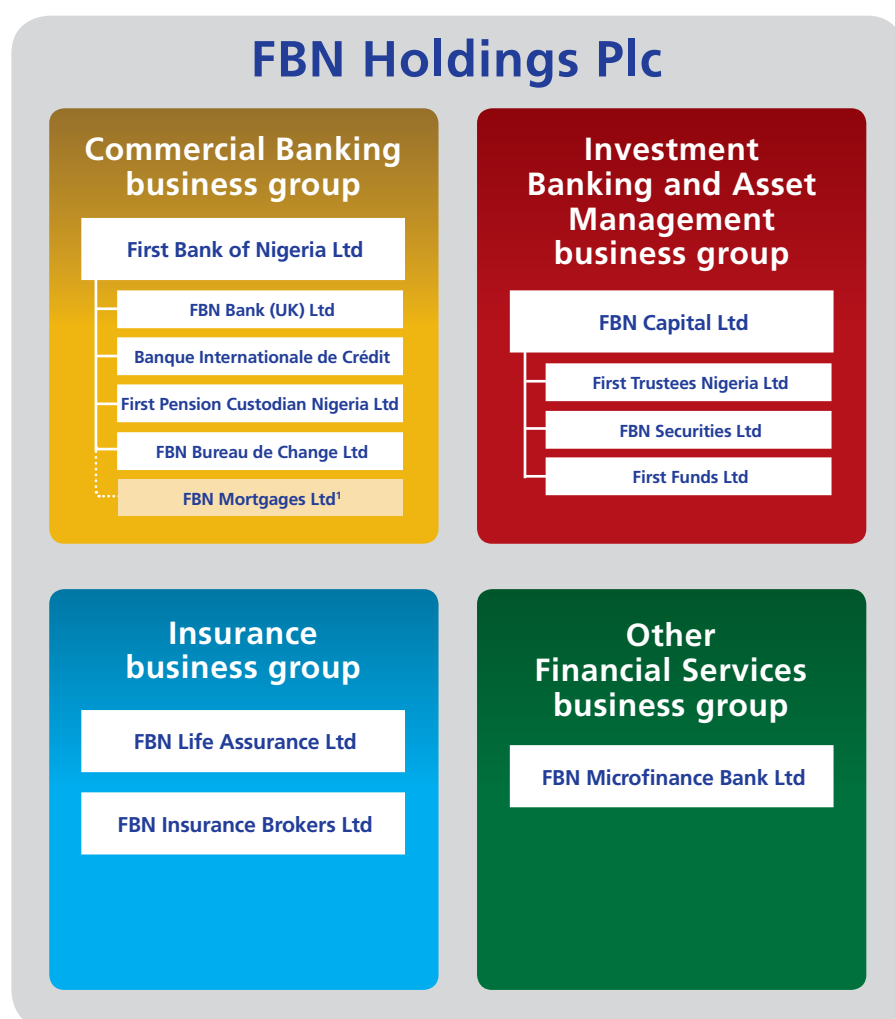 FBN Holdings Plc
Commercial Banking
business group
First Bank of Nigeria Ltd
FBN Bank (UK) Ltd
Banque Internationale de Crédit
First Pension Custodian Nigeria Ltd
FBN Bureau de Change Ltd
FBN Mortgages Ltd¹
Investment
Banking and Asset
Management
business group
FBN Capital Ltd
First Trustees Nigeria Ltd
FBN Securities Ltd
First Funds Ltd
Insurance
business group
FBN Life Assurance Ltd
FBN Insurance Brokers Ltd
Other
Financial Services
business group
FBN Microfinance Bank Ltd